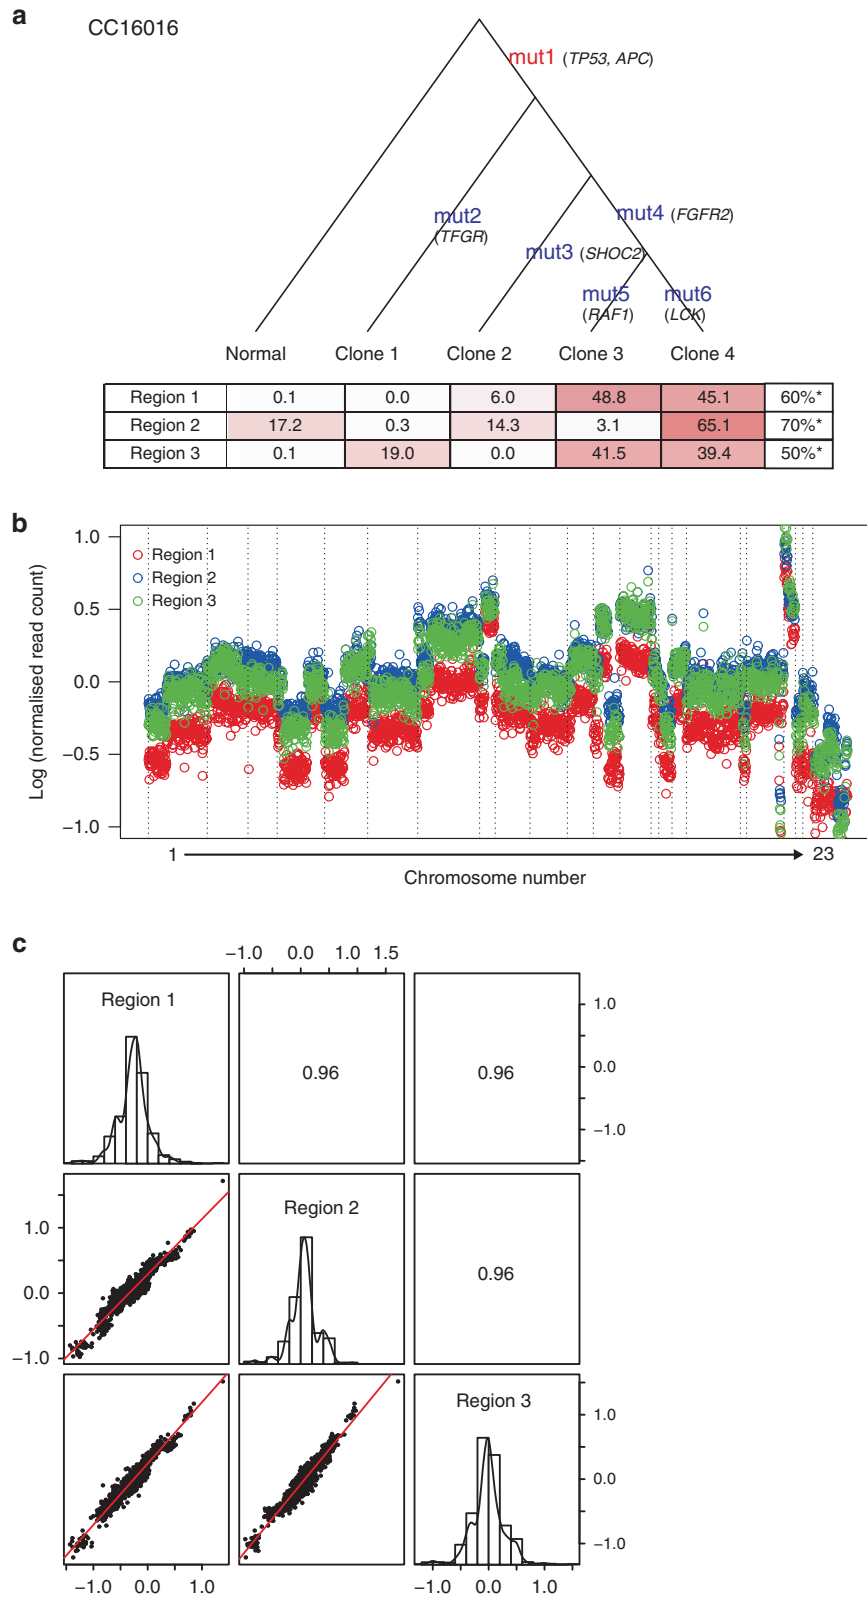 a
CC16016
mut1 (TP53, APC)
mut2
(TFGR)
mut4 (FGFR2)
mut3 (SHOC2)
mut5
(RAF1)
mut6
(LCK)
Normal Clone 1 Clone 2 Clone 3 Clone 4
Region 1 0.1 0.0 6.0 48.8 45.1 60%*
Region 2 17.2 0.3 14.3 3.1 65.1 70%*
Region 3 0.1 19.0 0.0 41.5 39.4 50%*
b
Log (normalised read count)
1.0
0.5
0.0
−0.5
−1.0
Region 1
Region 2
Region 3
1 23
Chromosome number
c
−1.0 0.0 1.0 1.5
Region 1
0.96
0.96
1.0
0.0
−1.0
1.0
0.0
−1.0
Region 2
0.96
Region 3
1.0
0.0
−1.0
−1.0 0.0 1.0
−1.0 0.0 1.0